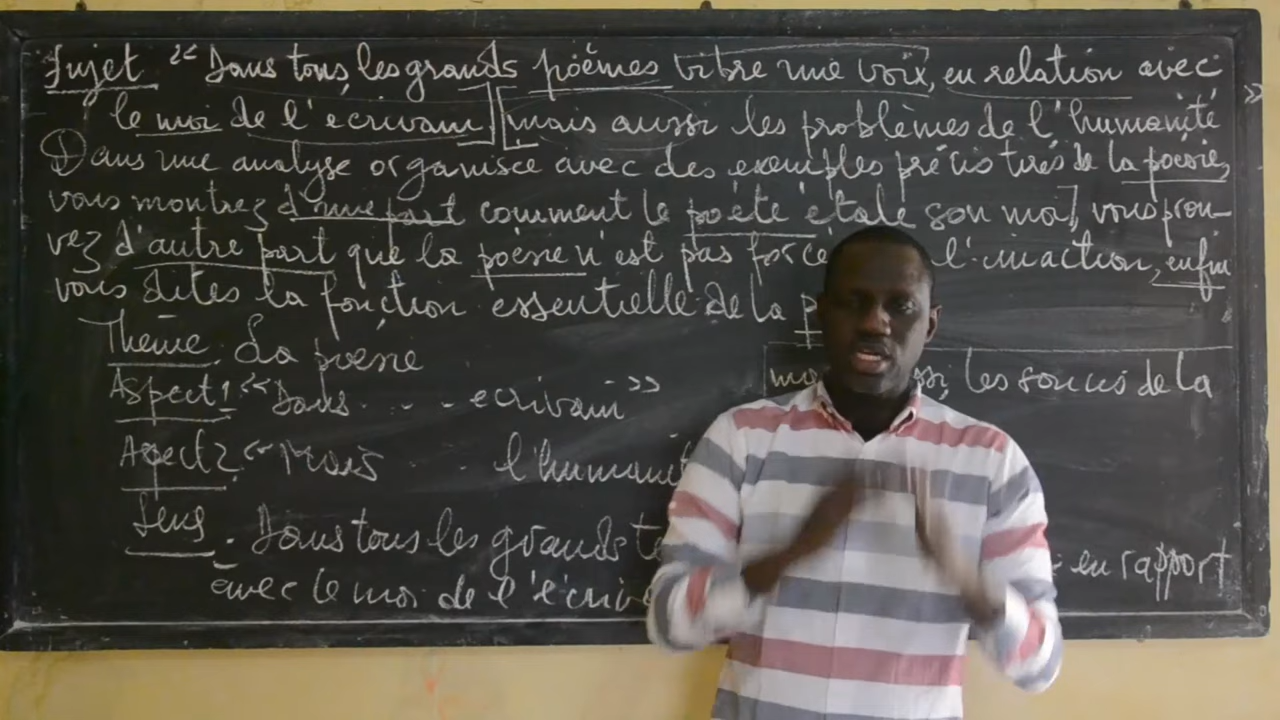 Sujet " Dans tous les grands poèmes vibre une voix, en relation avec
le moi de l'écrivain mais aussi les problèmes de l'humanité "
Dans une analyse organisée avec des exemples précis tirés de la poésie,
vous montrez d'une part comment le poète étale son moi, vous prou-
vez d'autre part que la poésie n'est pas forcé l'inaction, enfin
vous dites la fonction essentielle de la p
Thème. La poésie
Aspect 1 " Dans ... - écrivain "
mais les soucis de la
Aspect 2 " Mais .. l'humanité
Sens . Dans tous les grands te en rapport
avec le moi de l'écriv